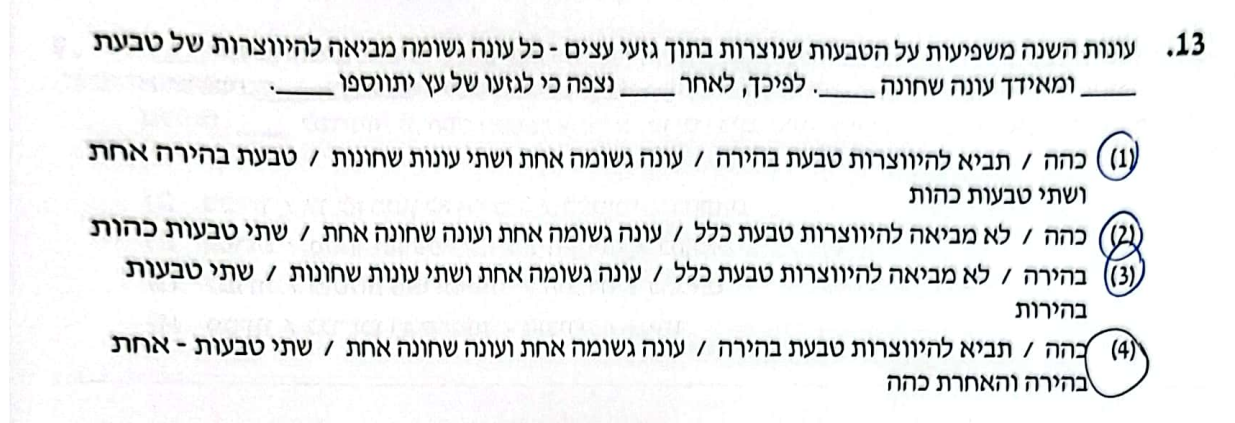 13. עונות השנה משפיעות על הטבעות שנוצרות בתוך גזעי עצים - כל עונה גשומה מביאה להיווצרות של טבעת
_____ ומאידך עונה שחונה _____. לפיכך, לאחר _____ נצפה כי לגזעו של עץ יתווספו _____.
(1) כהה / תביא להיווצרות טבעת בהירה / עונה גשומה אחת ושתי עונות שחונות / טבעת בהירה אחת
ושתי טבעות כהות
(2) כהה / לא מביאה להיווצרות טבעת כלל / עונה גשומה אחת ועונה שחונה אחת / שתי טבעות כהות
(3) בהירה / לא מביאה להיווצרות טבעת כלל / עונה גשומה אחת ושתי עונות שחונות / שתי טבעות
בהירות
(4) כהה / תביא להיווצרות טבעת בהירה / עונה גשומה אחת ועונה שחונה אחת / שתי טבעות - אחת
בהירה והאחרת כהה